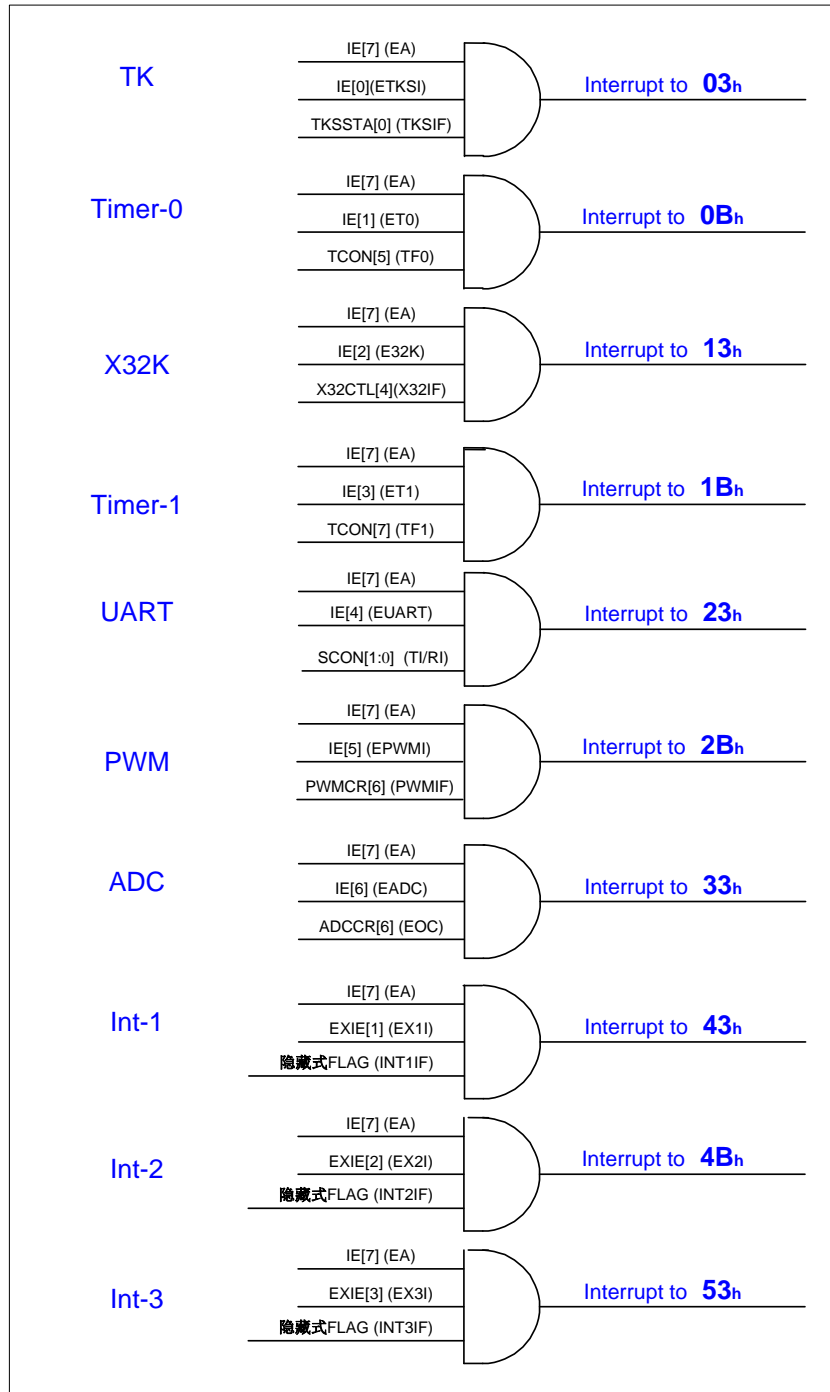 IE[7] (EA)
TK
IE[0](ETKSI)
Interrupt to 03h
TKSSTA[0] (TKSIF)
IE[7] (EA)
Timer-0
IE[1] (ET0)
Interrupt to 0Bh
TCON[5] (TF0)
IE[7] (EA)
X32K
IE[2] (E32K)
Interrupt to 13h
X32CTL[4](X32IF)
IE[7] (EA)
Timer-1
IE[3] (ET1)
Interrupt to 1Bh
TCON[7] (TF1)
IE[7] (EA)
UART
IE[4] (EUART)
Interrupt to 23h
SCON[1:0] (TI/RI)
IE[7] (EA)
PWM
IE[5] (EPWMI)
Interrupt to 2Bh
PWMCR[6] (PWMIF)
IE[7] (EA)
ADC
IE[6] (EADC)
Interrupt to 33h
ADCCR[6] (EOC)
IE[7] (EA)
Int-1
EXIE[1] (EX1I)
Interrupt to 43h
隐藏式FLAG (INT1IF)
IE[7] (EA)
Int-2
EXIE[2] (EX2I)
Interrupt to 4Bh
隐藏式FLAG (INT2IF)
IE[7] (EA)
Int-3
EXIE[3] (EX3I)
Interrupt to 53h
隐藏式FLAG (INT3IF)